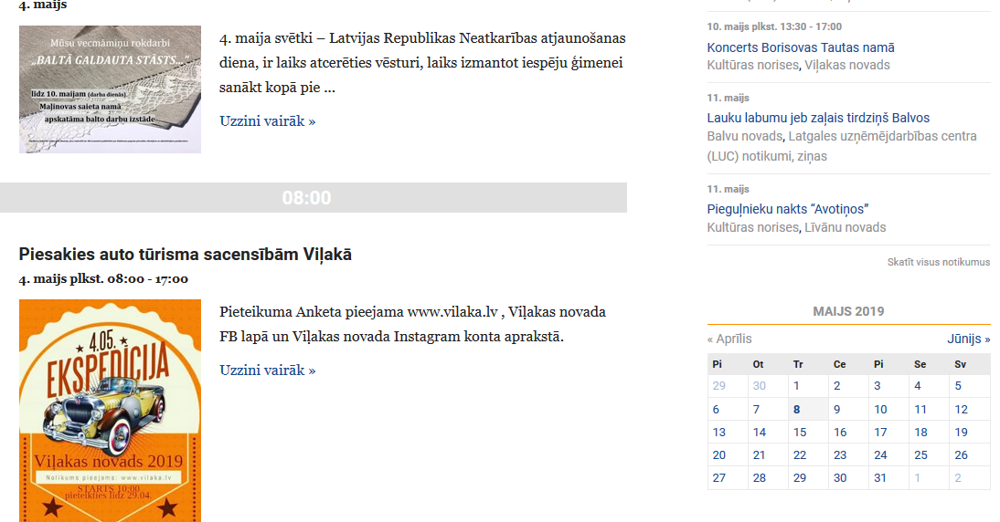 4. maijs
Mūsu vecmāmiņu rokdarbi
„BALTĀ GALDAUTA STĀSTS...”
līdz 10. maijam (darba dienās)
Maļinovas saieta namā
apskatāma balto darbu izstāde
4. maija svētki – Latvijas Republikas Neatkarības atjaunošanas
diena, ir laiks atcerēties vēsturi, laiks izmantot iespēju ģimenei
sanākt kopā pie ...
Uzzini vairāk »
08:00
Piesakies auto tūrisma sacensībām Viļakā
4. maijs plkst. 08:00 - 17:00
4.05.
EKSPEDĪCIJA
Viļakas novads 2019
Nolikums pieejams: www.vilaka.lv
STARTS 10:00
pieteikties līdz 29.04.
Pieteikuma Anketa pieejama www.vilaka.lv , Viļakas novada
FB lapā un Viļakas novada Instagram konta aprakstā.
Uzzini vairāk »
10. maijs plkst. 13:30 - 17:00
Koncerts Borisovas Tautas namā
Kultūras norises, Viļakas novads
11. maijs
Lauku labumu jeb zaļais tirdziņš Balvos
Balvu novads, Latgales uzņēmējdarbības centra
(LUC) notikumi, ziņas
11. maijs
Pieguļnieku nakts “Avotiņos”
Kultūras norises, Līvānu novads
Skatīt visus notikumus
MAIJS 2019
« Aprīlis Jūnijs »
Pi Ot Tr Ce Pi Se Sv
29 30 1 2 3 4 5
6 7 8 9 10 11 12
13 14 15 16 17 18 19
20 21 22 23 24 25 26
27 28 29 30 31 1 2